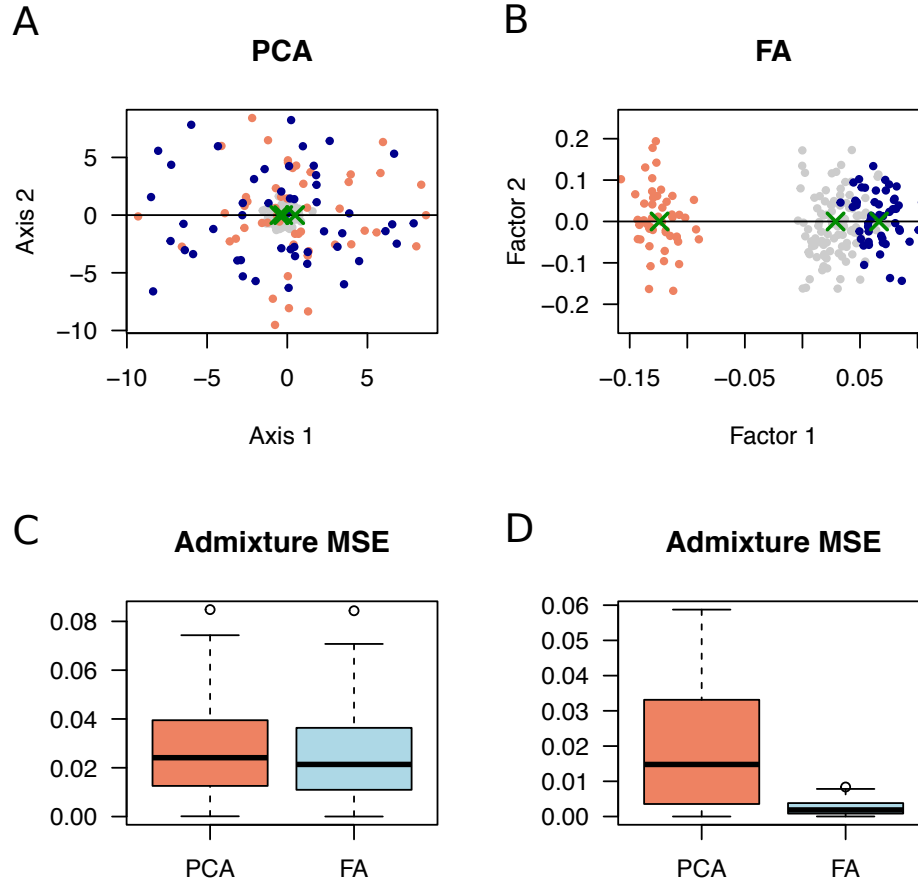 A
PCA
Axis 2
5
0
−5
−10
−10
−5
0
5
Axis 1
B
FA
Factor 2
0.2
0.1
0.0
−0.1
−0.2
−0.15
−0.05
0.05
Factor 1
C
Admixture MSE
0.08
0.06
0.04
0.02
0.00
PCA
FA
D
Admixture MSE
0.06
0.05
0.04
0.03
0.02
0.01
0.00
PCA
FA